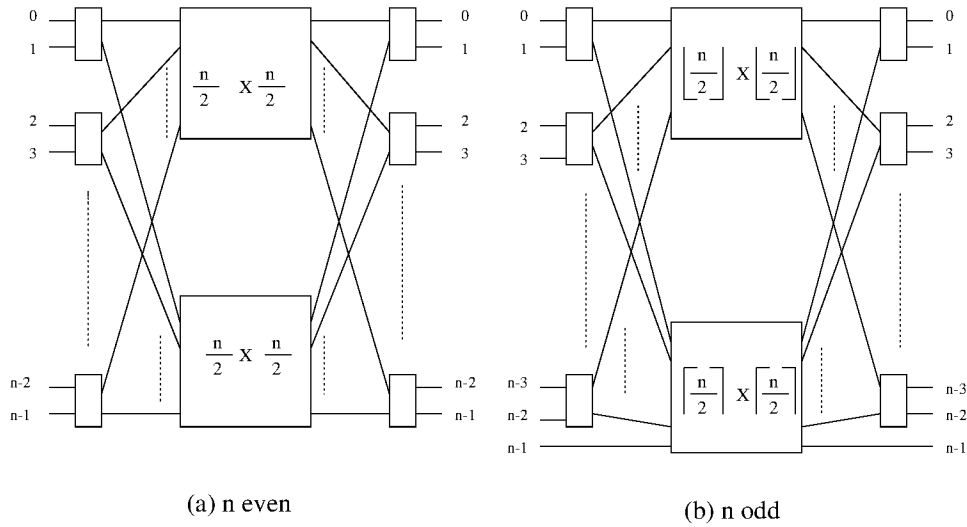 0
1
2
3
n-2
n-1
n/2 X n/2
n/2 X n/2
0
1
2
3
n-2
n-1
(a) n even
0
1
2
3
n-3
n-2
n-1
⌊n/2⌋ X ⌊n/2⌋
⌈n/2⌉ X ⌈n/2⌉
0
1
2
3
n-3
n-2
n-1
(b) n odd